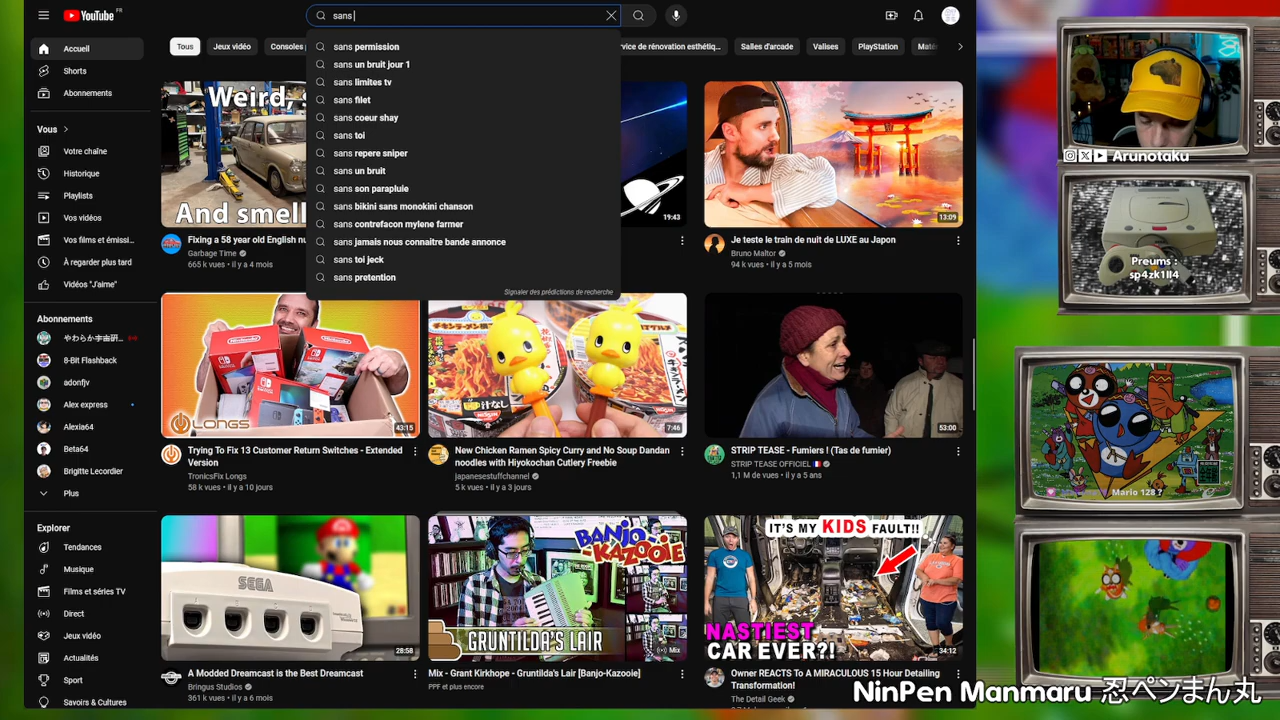 YouTube FR
sans
Tous
Jeux vidéo
Consoles
rvice de rénovation esthétiq...
Salles d'arcade
Valises
PlayStation
Maté
sans permission
sans un bruit jour 1
sans limites tv
sans filet
sans coeur shay
sans toi
sans repere sniper
sans un bruit
sans son parapluie
sans bikini sans monokini chanson
sans contrefacon mylene farmer
sans jamais nous connaitre bande annonce
sans toi jeck
sans pretention
Signaler des prédictions de recherche
Accueil
Shorts
Abonnements
Vous
Votre chaîne
Historique
Playlists
Vos vidéos
Vos films et émissi...
À regarder plus tard
Vidéos "J'aime"
Abonnements
やわらか宇宙研...
8-Bit Flashback
adonfjv
Alex express
Alexia64
Beta64
Brigitte Lecordier
Plus
Explorer
Tendances
Musique
Films et séries TV
Direct
Jeux vidéo
Actualités
Sport
Savoirs & Cultures
Weird, s
And smell
Fixing a 58 year old English nu
Garbage Time
665 k vues • il y a 4 mois
19:43
13:09
Je teste le train de nuit de LUXE au Japon
Bruno Maltor
94 k vues • il y a 5 mois
LONGS
43:15
Trying To Fix 13 Customer Return Switches - Extended
Version
TronicsFix Longs
58 k vues • il y a 10 jours
7:46
New Chicken Ramen Spicy Curry and No Soup Dandan
noodles with Hiyokochan Cutlery Freebie
japanesestuffchannel
5 k vues • il y a 3 jours
53:00
STRIP TEASE - Fumiers ! (Tas de fumier)
STRIP TEASE OFFICIEL
1,1 M de vues • il y a 5 ans
SEGA
28:58
A Modded Dreamcast is the Best Dreamcast
Bringus Studios
361 k vues • il y a 6 mois
BANJO-KAZOOIE
GRUNTILDA'S LAIR
Mix
Mix - Grant Kirkhope - Gruntilda's Lair [Banjo-Kazooie]
PPF et plus encore
IT'S MY KIDS FAULT!!
NASTIEST
CAR EVER?!
34:12
Owner REACTS To A MIRACULOUS 15 Hour Detailing
Transformation!
The Detail Geek
Arunotaku
Preums :
sp4zk1ll4
Mario 128 ?
NinPen Manmaru 忍ペンまん丸